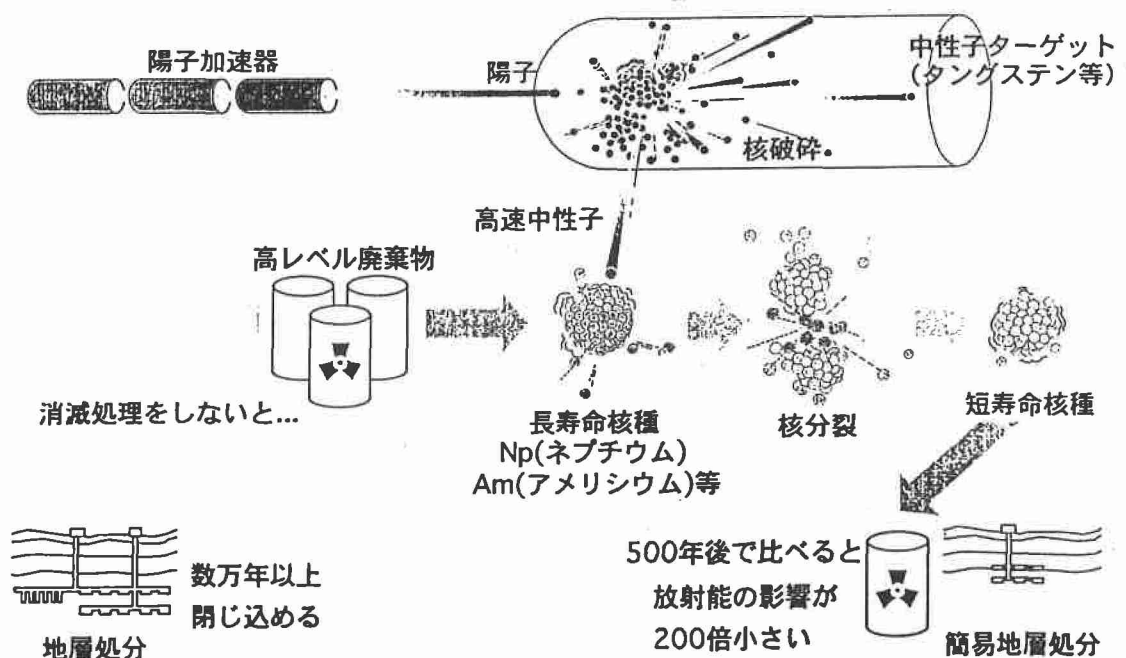 陽子加速器
陽子
中性子ターゲット
(タングステン等)
核破砕
高速中性子
高レベル廃棄物
消滅処理をしないと...
長寿命核種
Np(ネプチウム)
Am(アメリシウム)等
核分裂
短寿命核種
数万年以上
閉じ込める
地層処分
500年後で比べると
放射能の影響が
200倍小さい
簡易地層処分